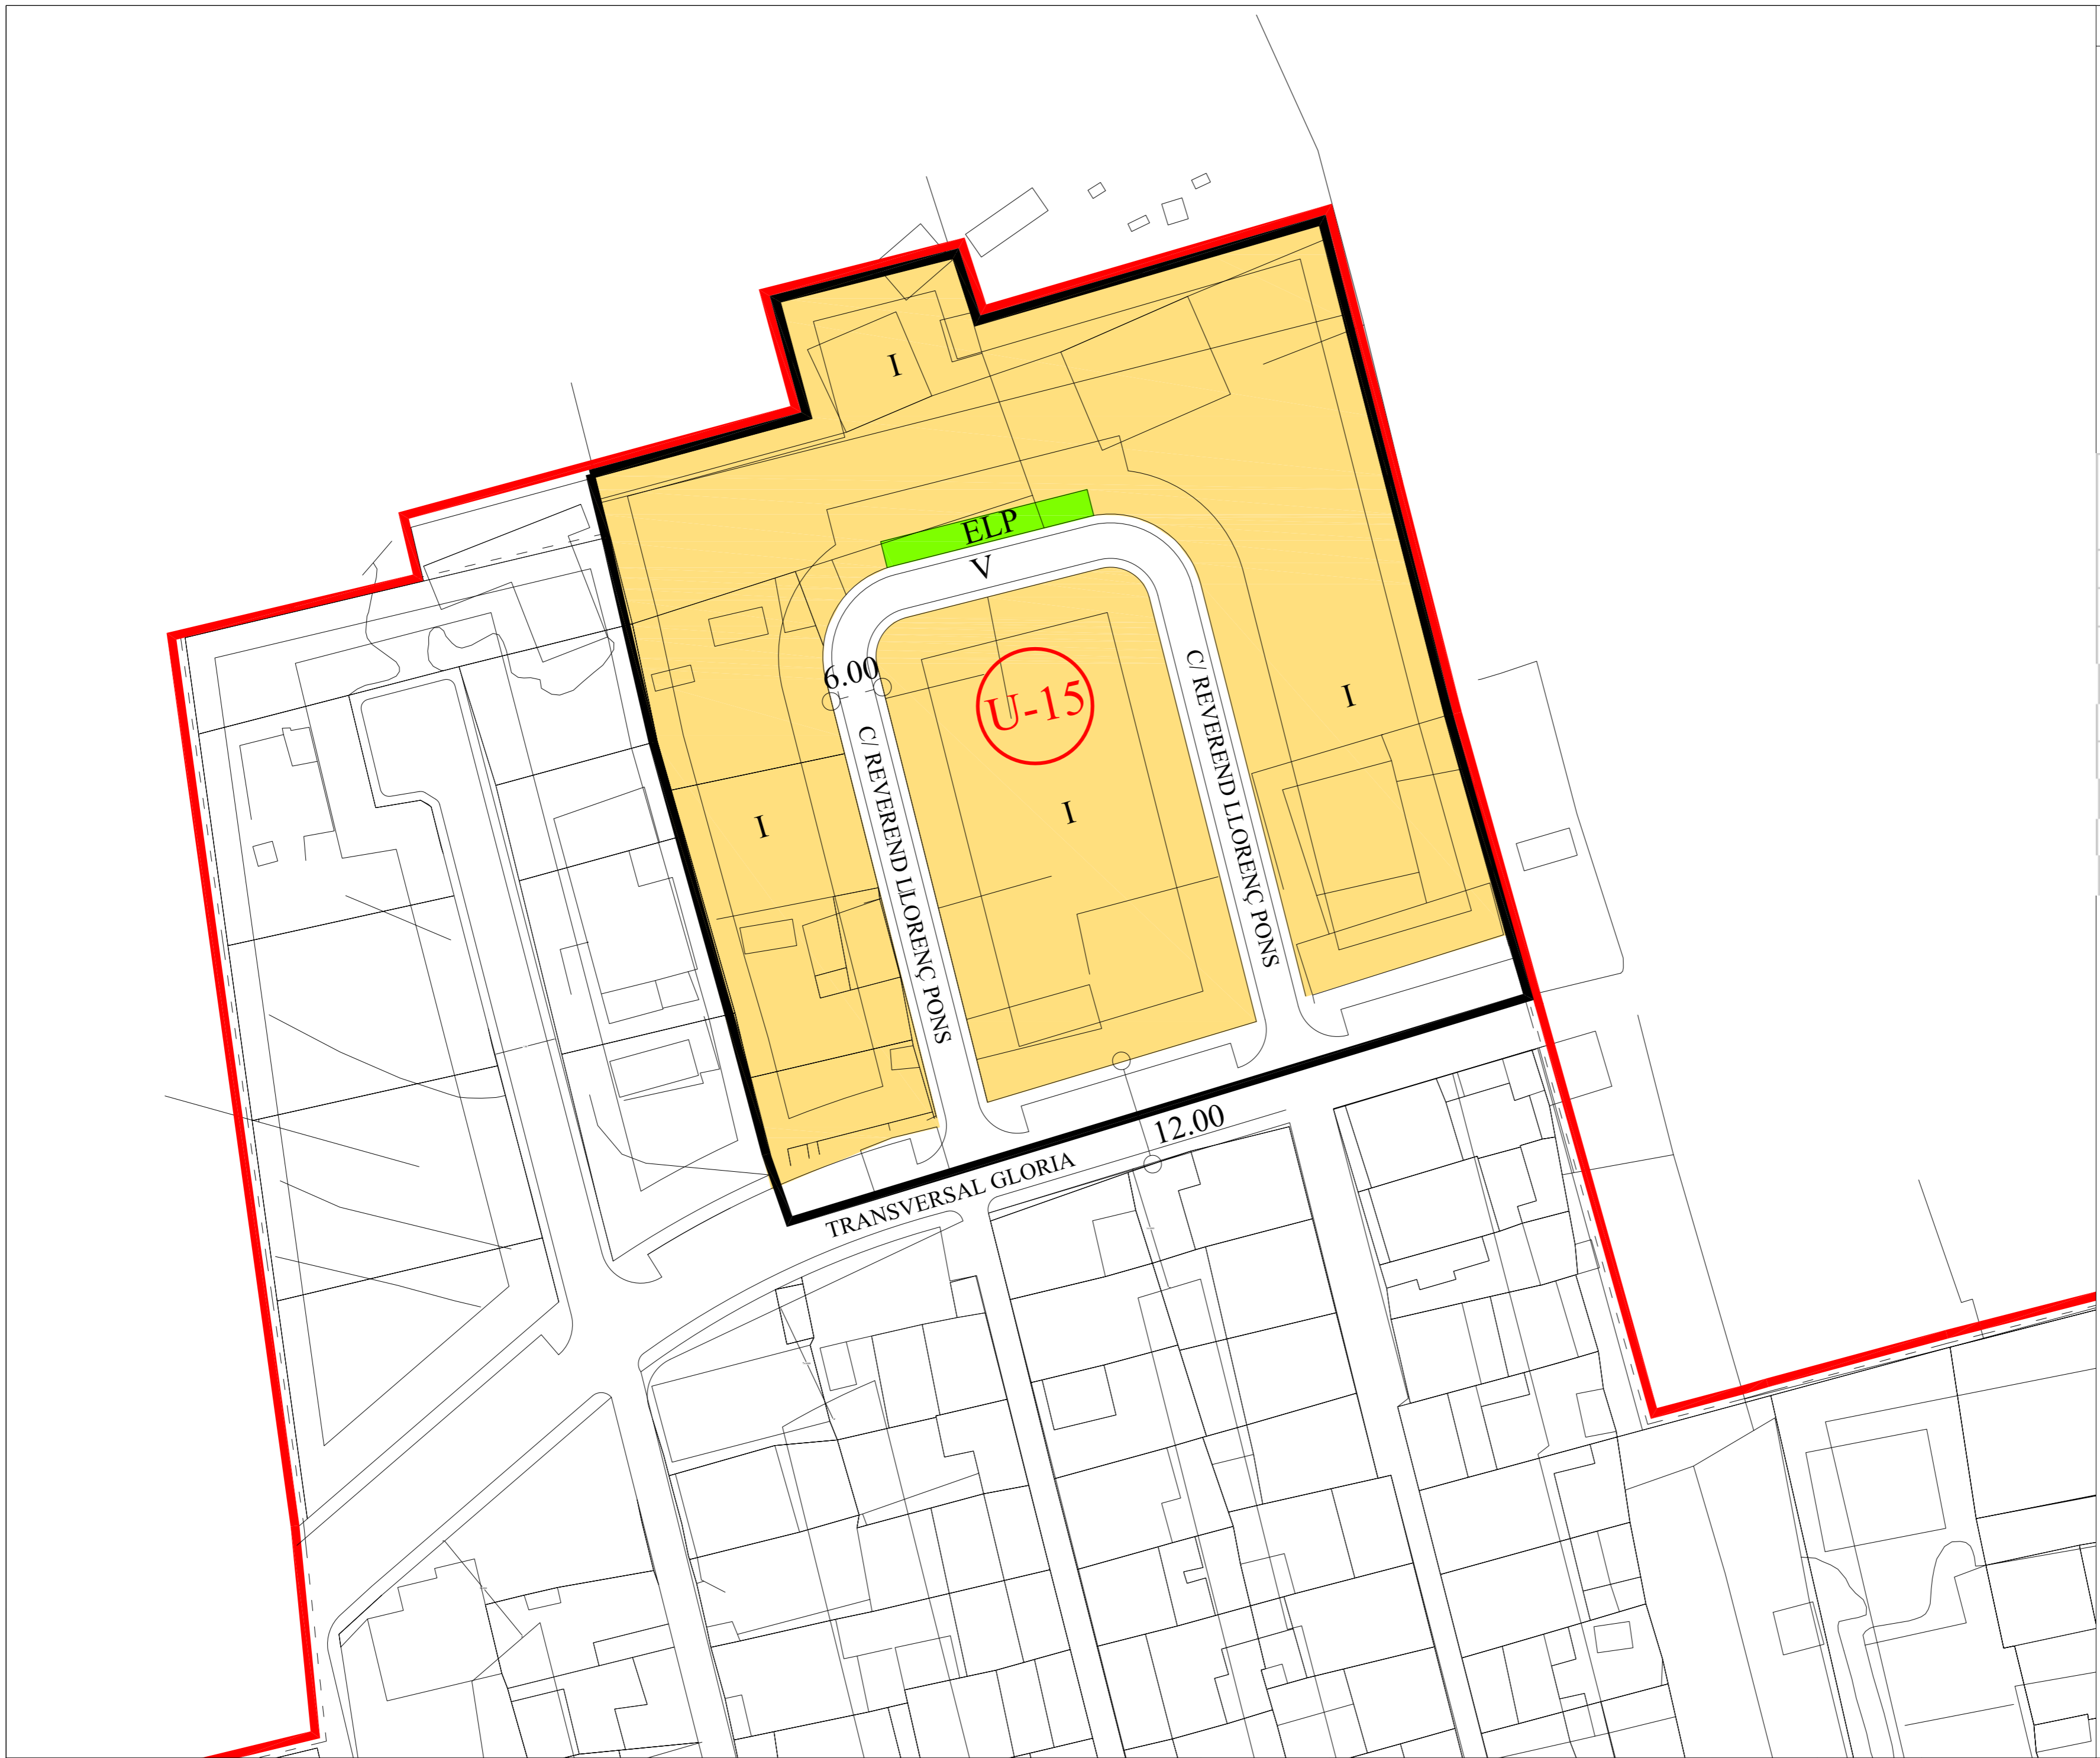 I
ELP
V
6.00
U-15
I
I
I
C/ REVEREND LLORENÇ PONS
C/ REVEREND LLORENÇ PONS
12.00
TRANSVERSAL GLORIA